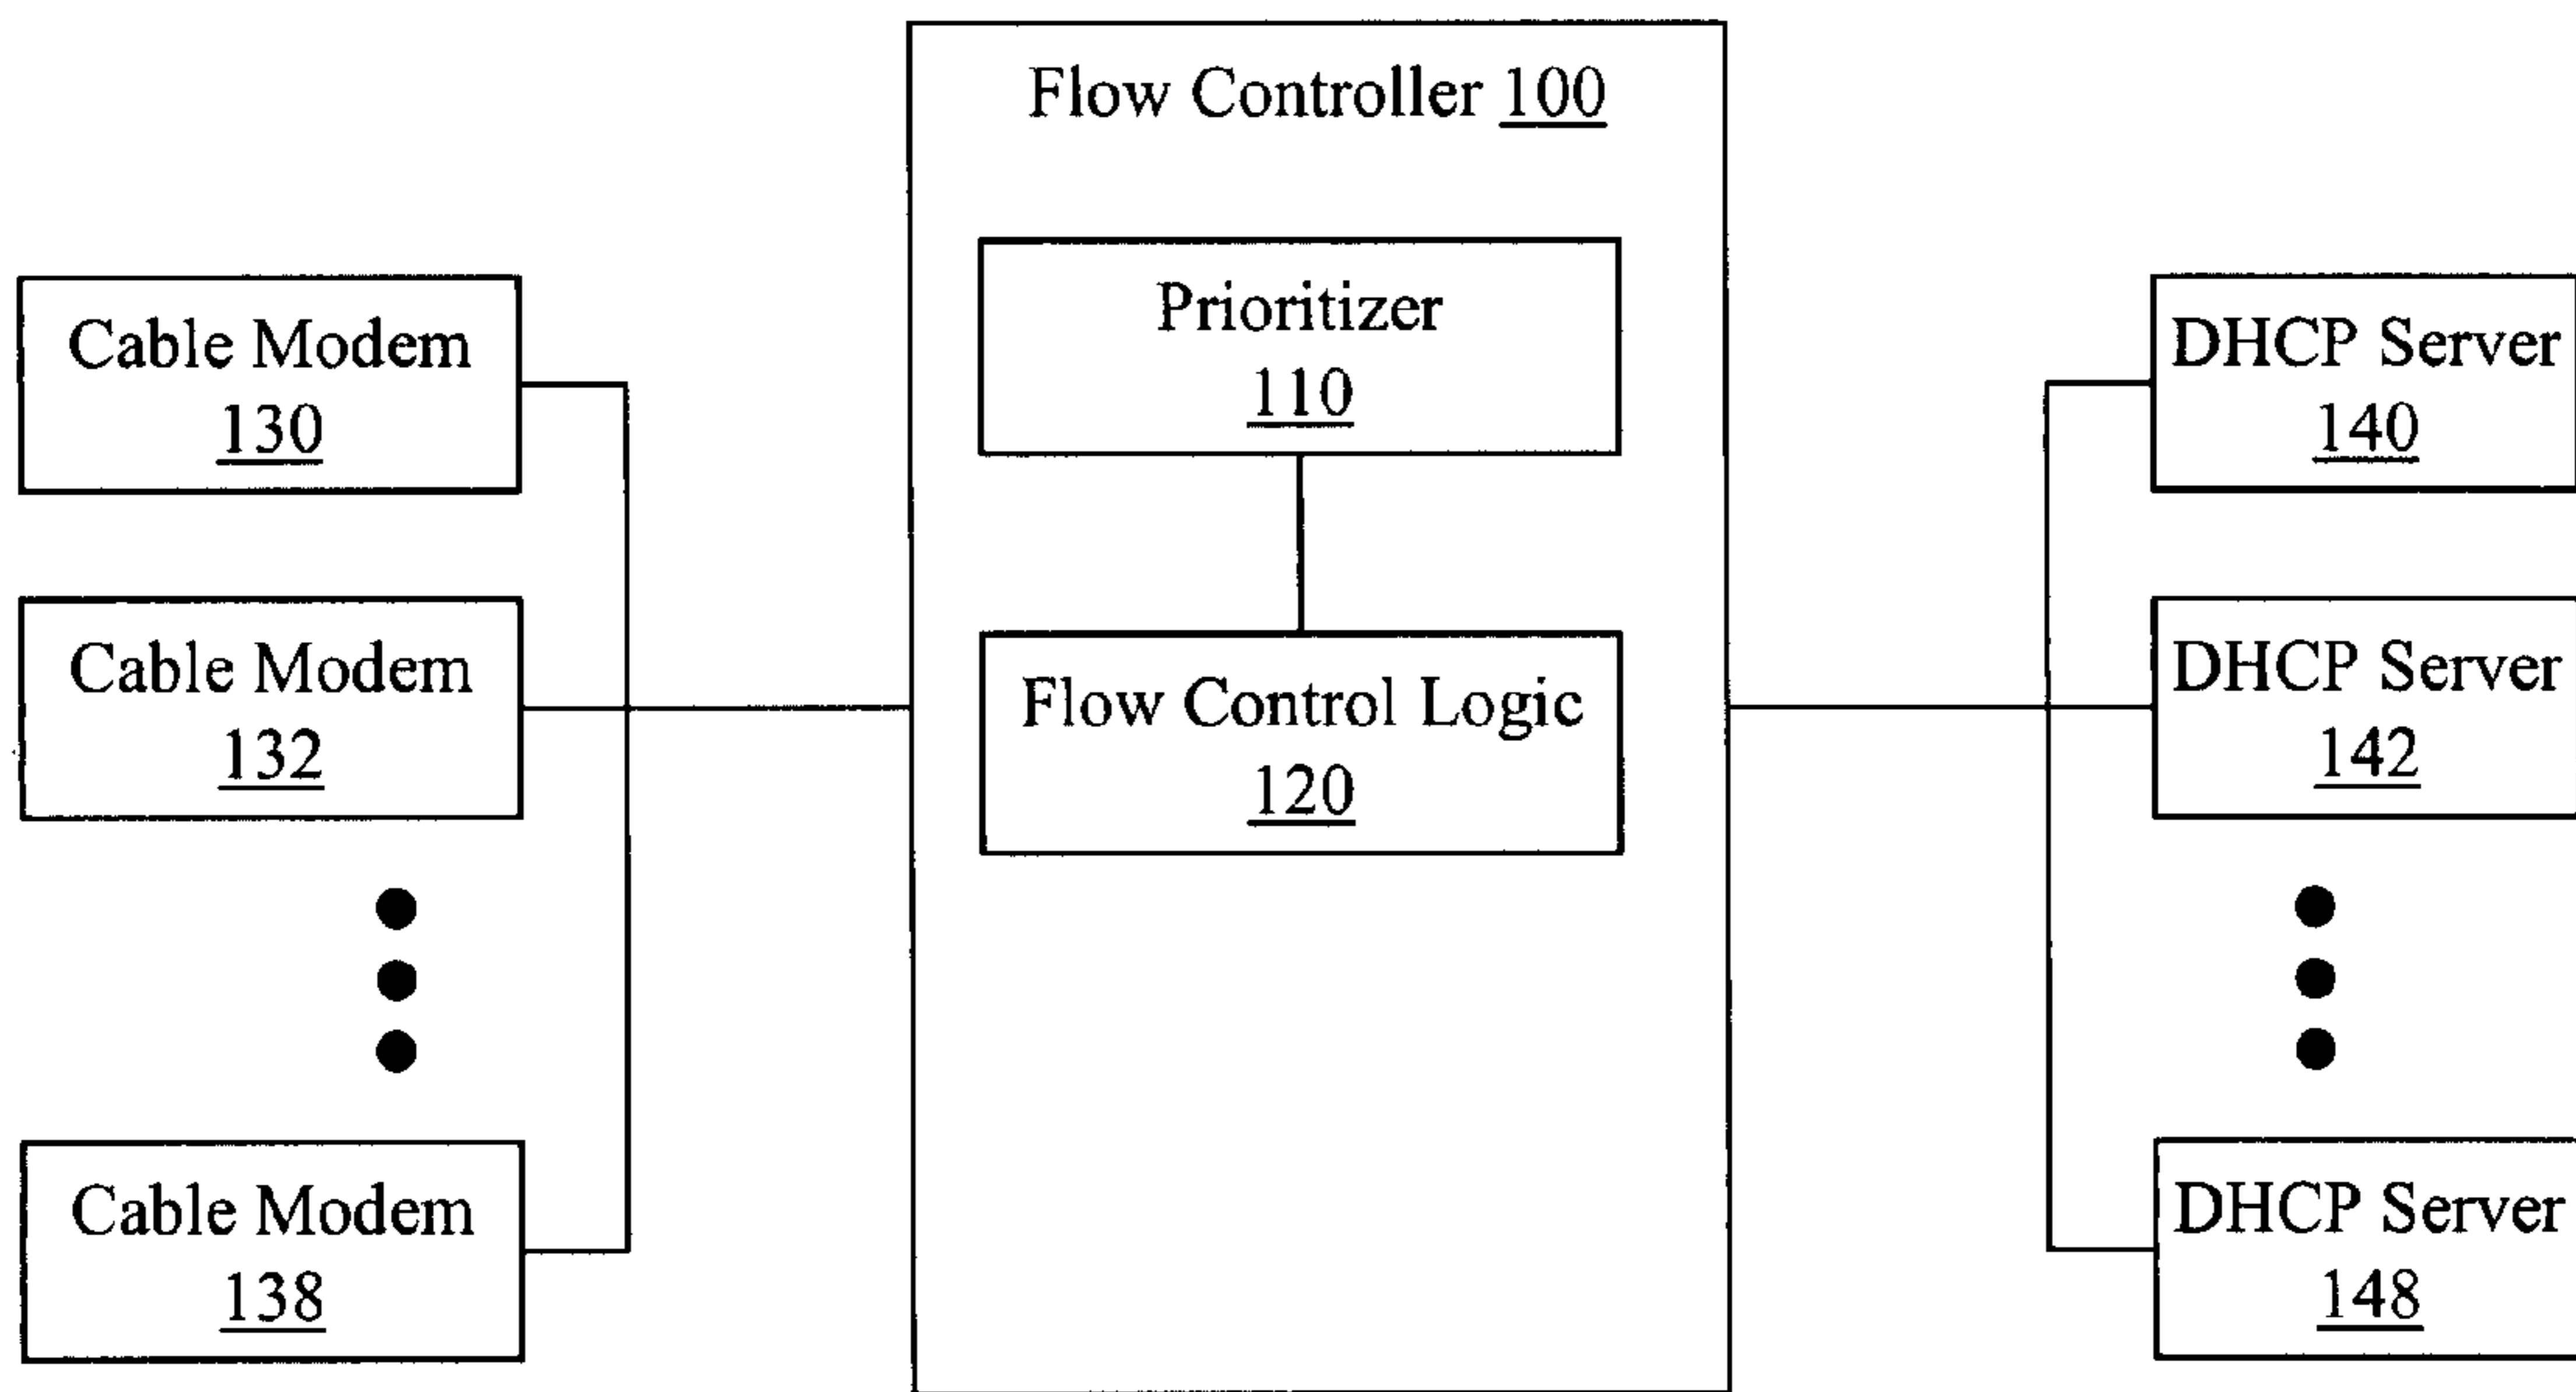 Flow Controller 100
Prioritizer
110
Flow Control Logic
120
Cable Modem
130
Cable Modem
132
Cable Modem
138
DHCP Server
140
DHCP Server
142
DHCP Server
148